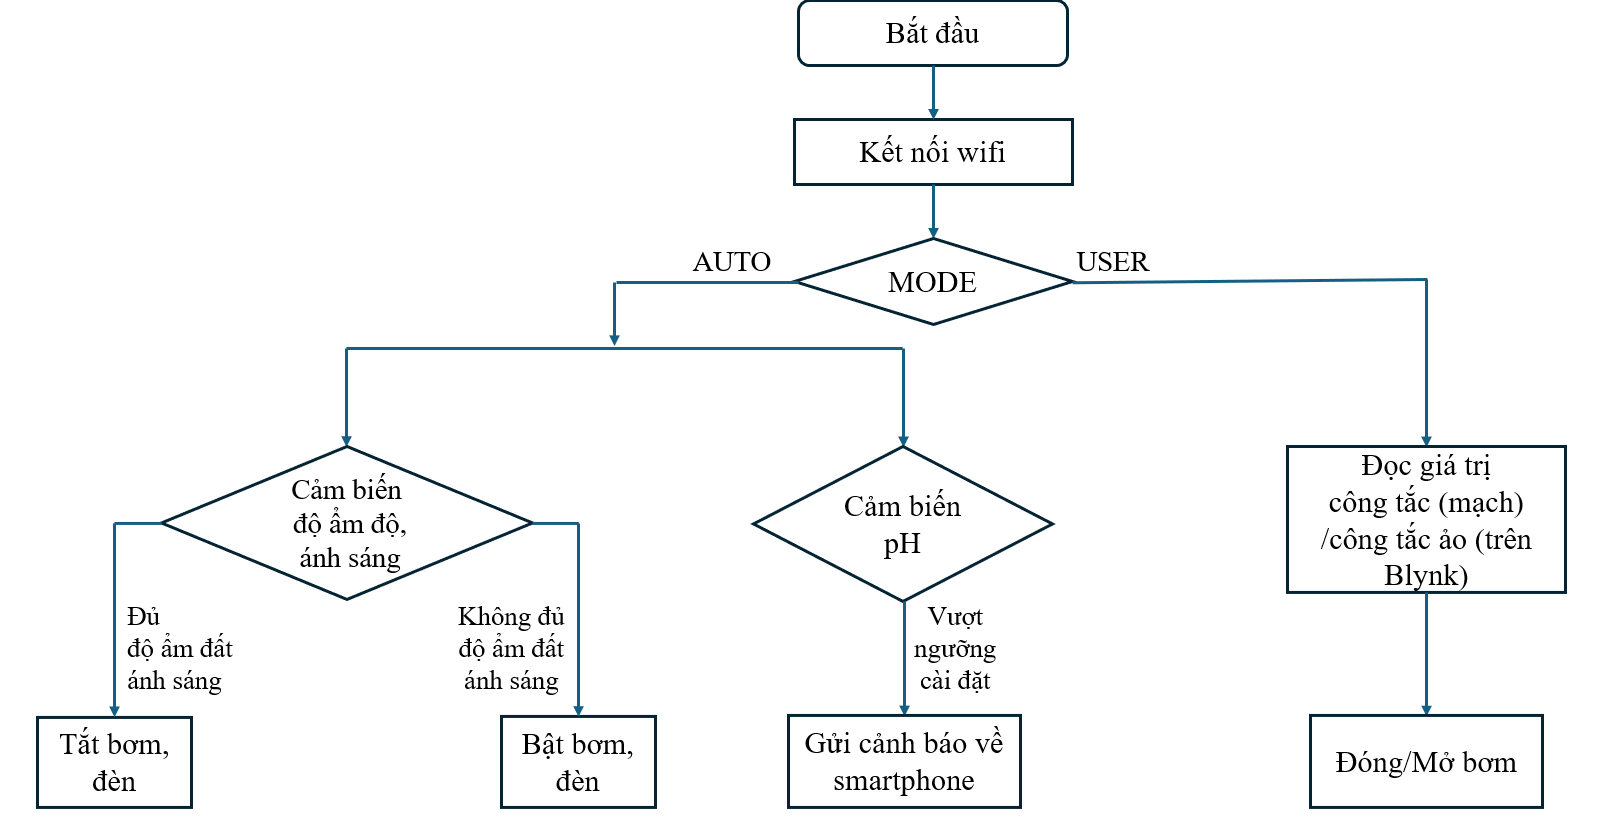 Bắt đầu
Kết nối wifi
AUTO
USER
MODE
Cảm biến
độ ẩm độ,
ánh sáng
Cảm biến
pH
Đọc giá trị
công tắc (mạch)
/công tắc ảo (trên
Blynk)
Đủ
độ ẩm đất
ánh sáng
Không đủ
độ ẩm đất
ánh sáng
Vượt
ngưỡng
cài đặt
Tắt bơm,
đèn
Bật bơm,
đèn
Gửi cảnh báo về
smartphone
Đóng/Mở bơm